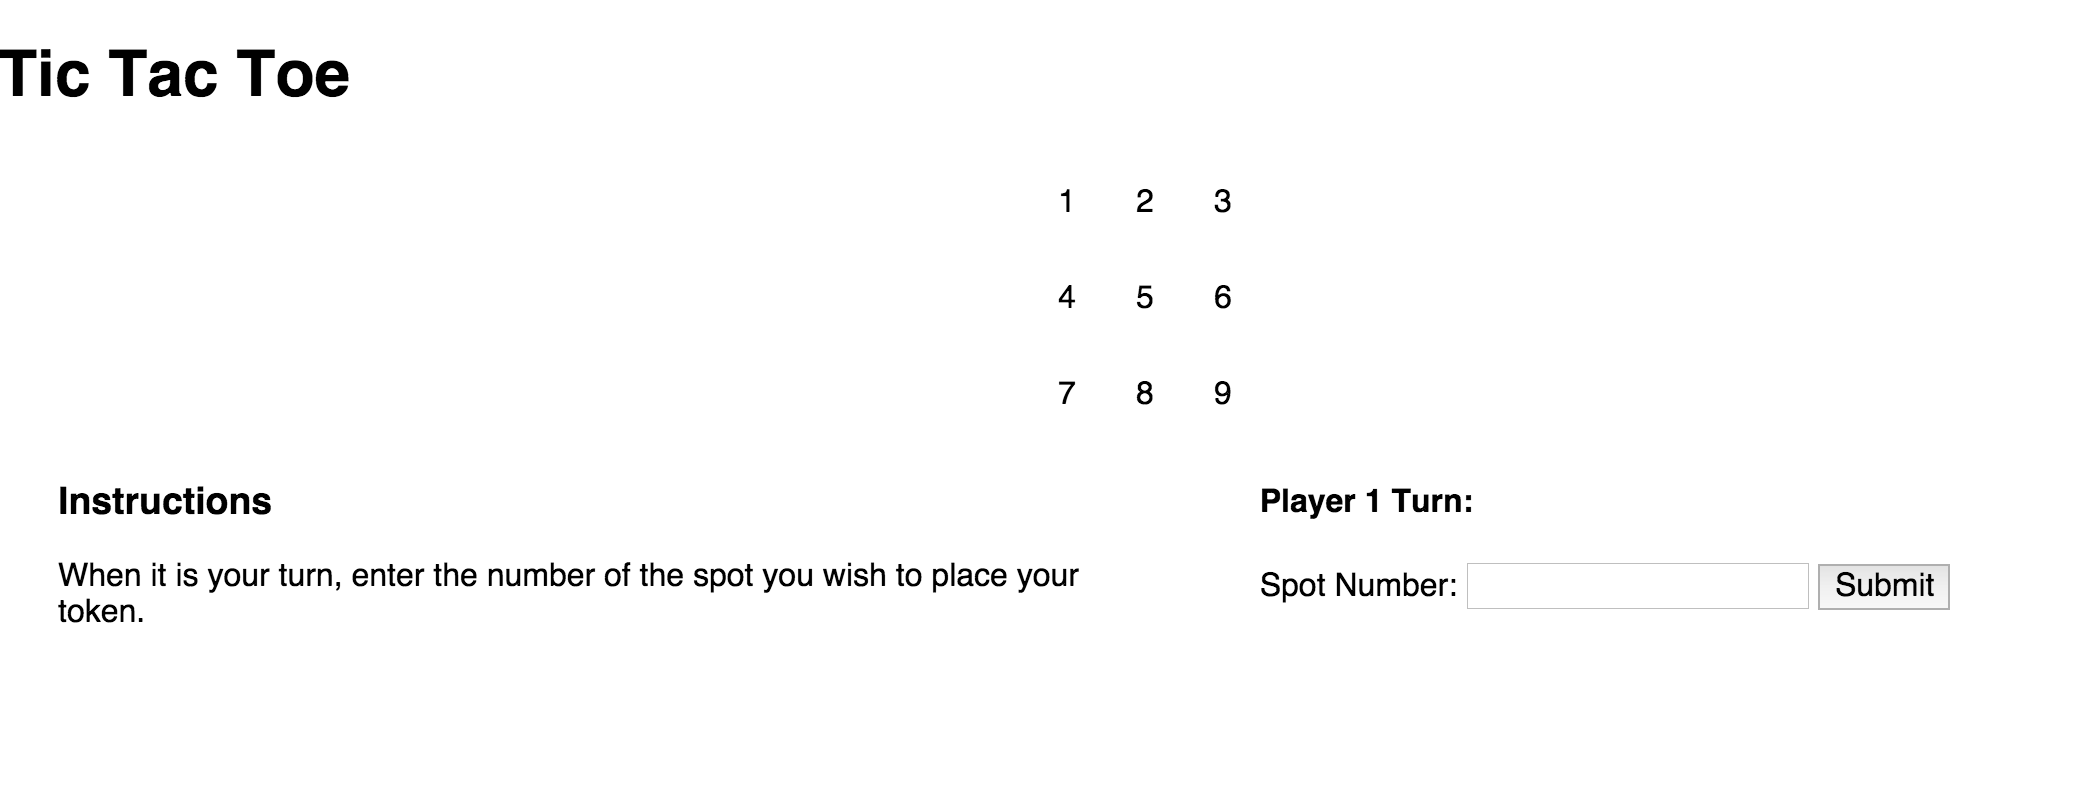 Tic Tac Toe
1 2 3
4 5 6
7 8 9
Instructions
When it is your turn, enter the number of the spot you wish to place your
token.
Player 1 Turn:
Spot Number: Submit